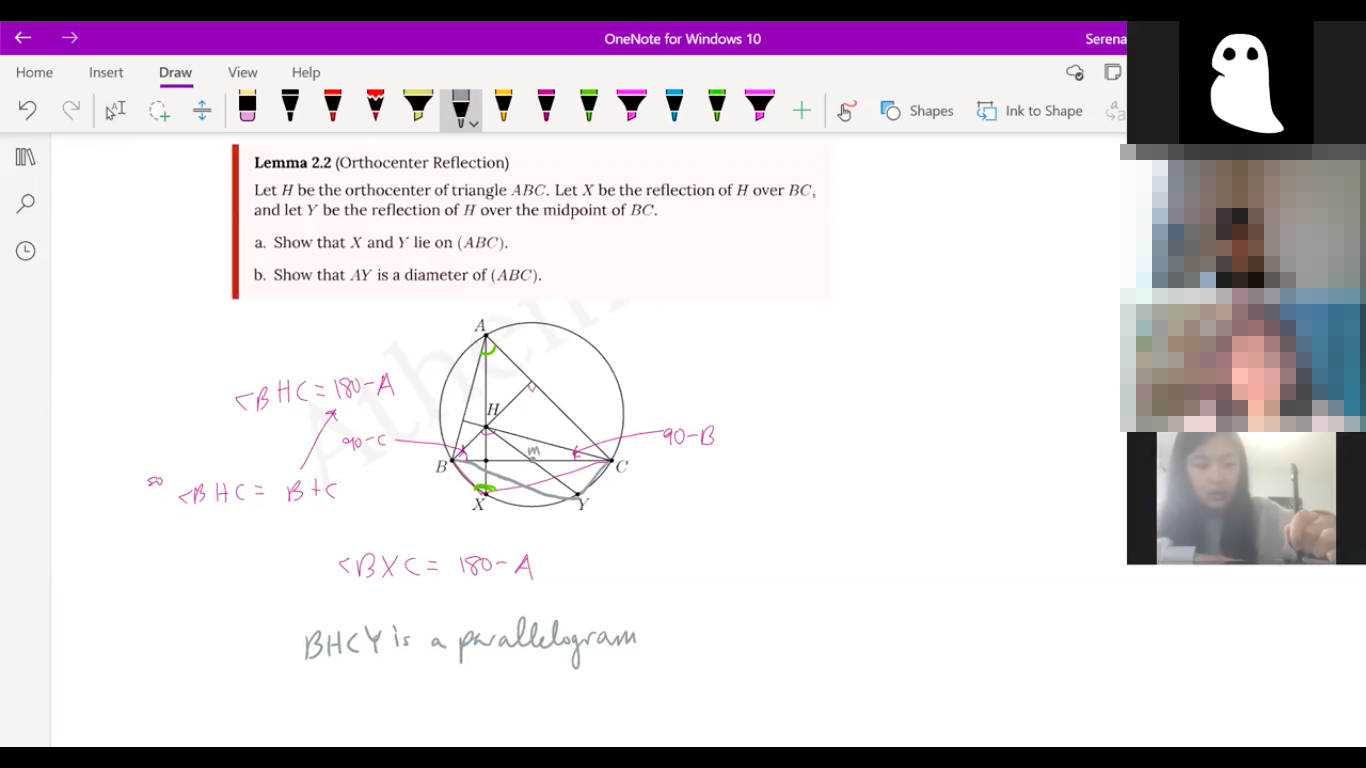 OneNote for Windows 10
Serena
Home Insert Draw View Help
Shapes
Ink to Shape
Lemma 2.2 (Orthocenter Reflection)
Let H be the orthocenter of triangle ABC. Let X be the reflection of H over BC,
and let Y be the reflection of H over the midpoint of BC.
a. Show that X and Y lie on (ABC).
b. Show that AY is a diameter of (ABC).
Athem
A
<BHC = 180-A
H
90-C
90-B
m
B
C
so <BHC = B+C
X
Y
<BXC = 180-A
BHCY is a parallelogram